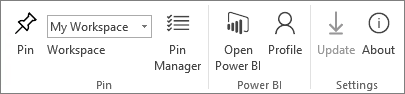 My Workspace
Pin
Workspace
Pin
Manager
Open
Power BI
Profile
Update
About
Pin
Power BI
Settings